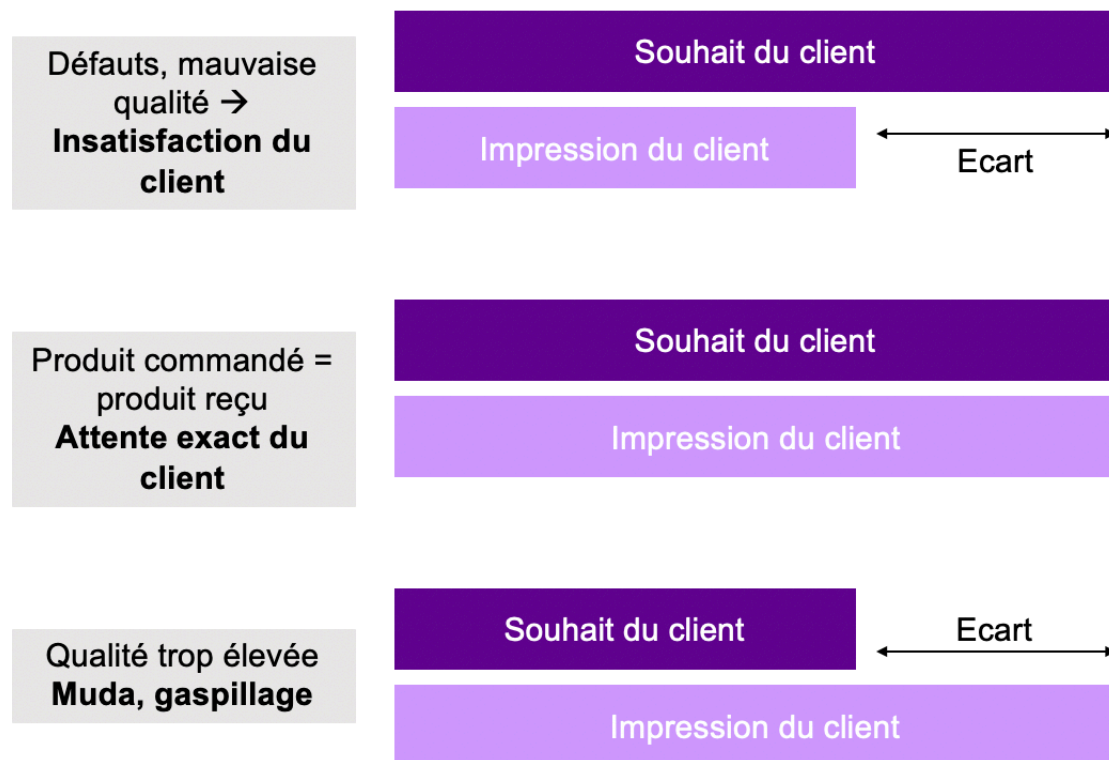 Souhait du client
Défauts, mauvaise
qualité →
Insatisfaction du
client
Impression du client
Ecart
Souhait du client
Produit commandé =
produit reçu
Attente exact du
client
Impression du client
Souhait du client
Ecart
Qualité trop élevée
Muda, gaspillage
Impression du client